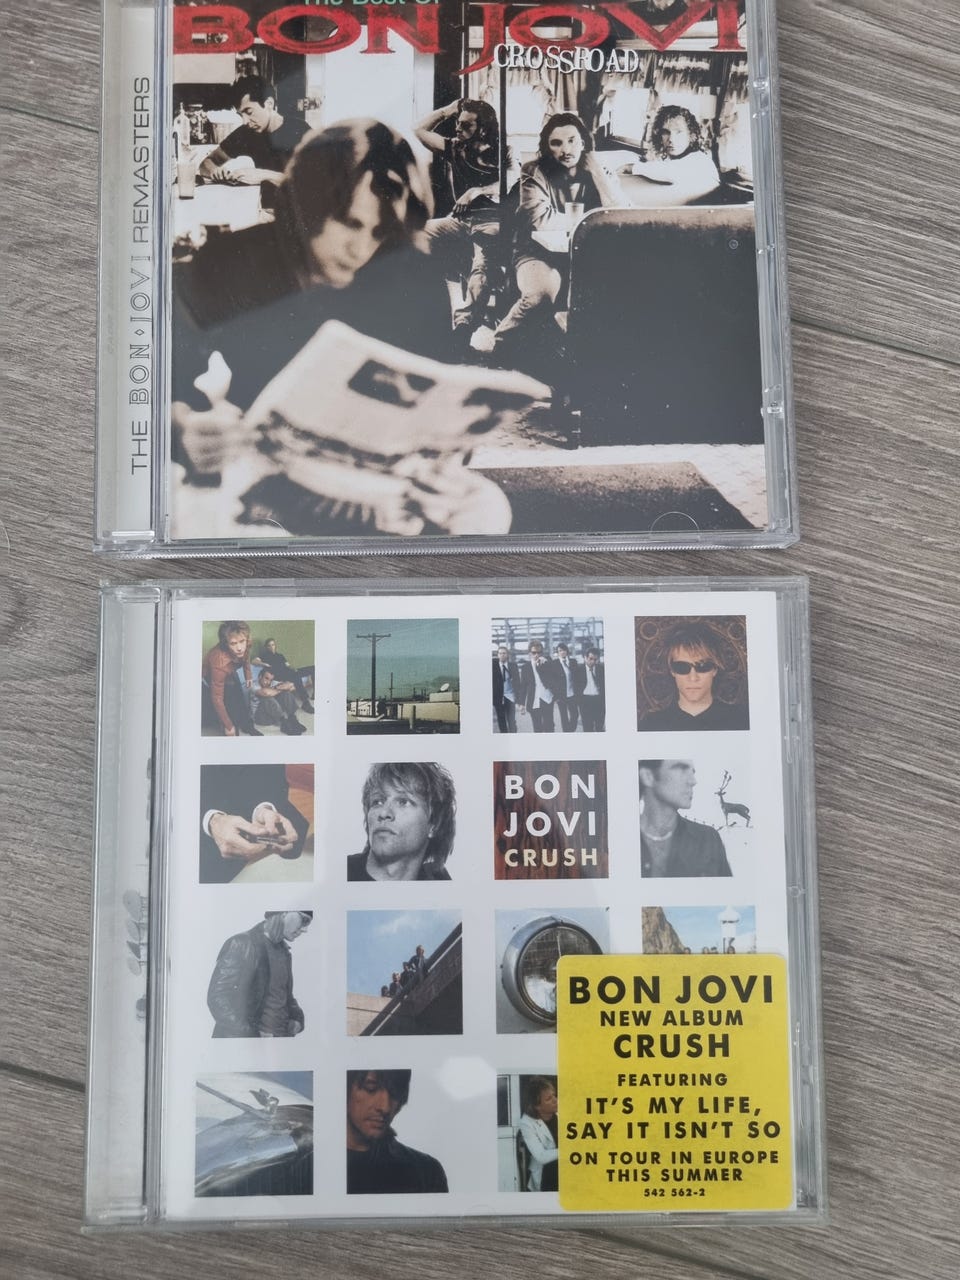 The Best Of
BON JOVI
CROSSROAD
THE BON◇JOVI REMASTERS
BON
JOVI
CRUSH
BON JOVI
NEW ALBUM
CRUSH
FEATURING
IT'S MY LIFE,
SAY IT ISN'T SO
ON TOUR IN EUROPE
THIS SUMMER
542 562-2